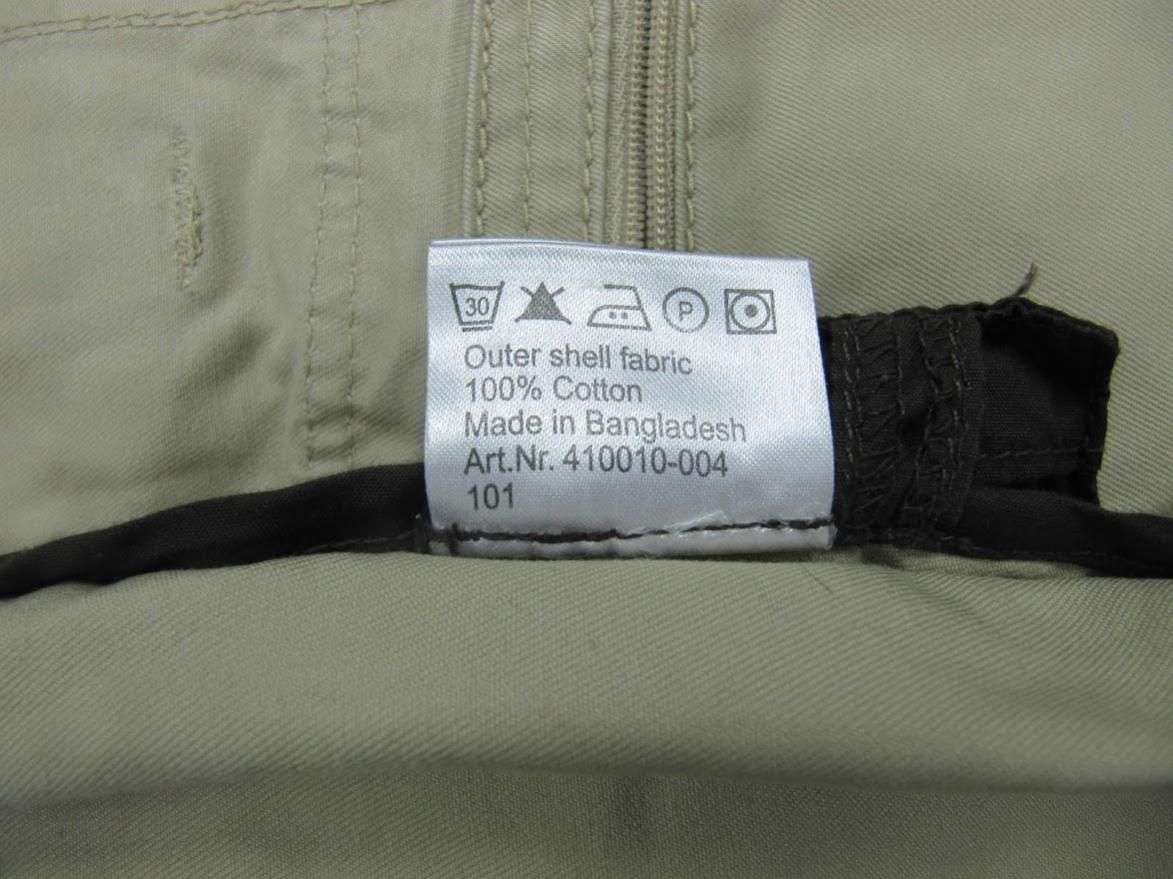 30 P
Outer shell fabric
100% Cotton
Made in Bangladesh
Art.Nr. 410010-004
101